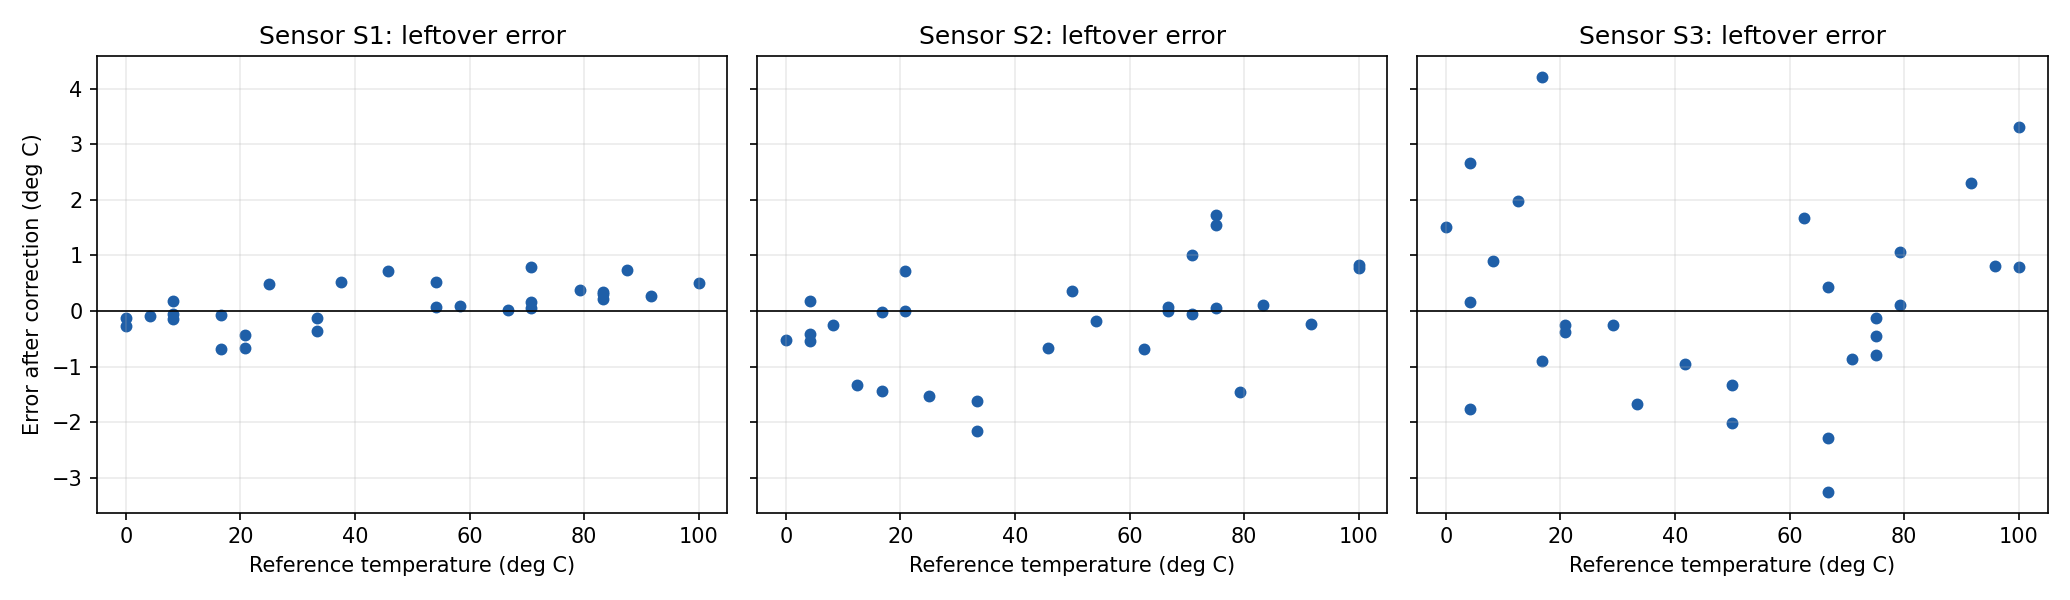 Sensor S1: leftover error
Sensor S2: leftover error
Sensor S3: leftover error
Error after correction (deg C)
4
3
2
1
0
−1
−2
−3
0 20 40 60 80 100
0 20 40 60 80 100
0 20 40 60 80 100
Reference temperature (deg C)
Reference temperature (deg C)
Reference temperature (deg C)